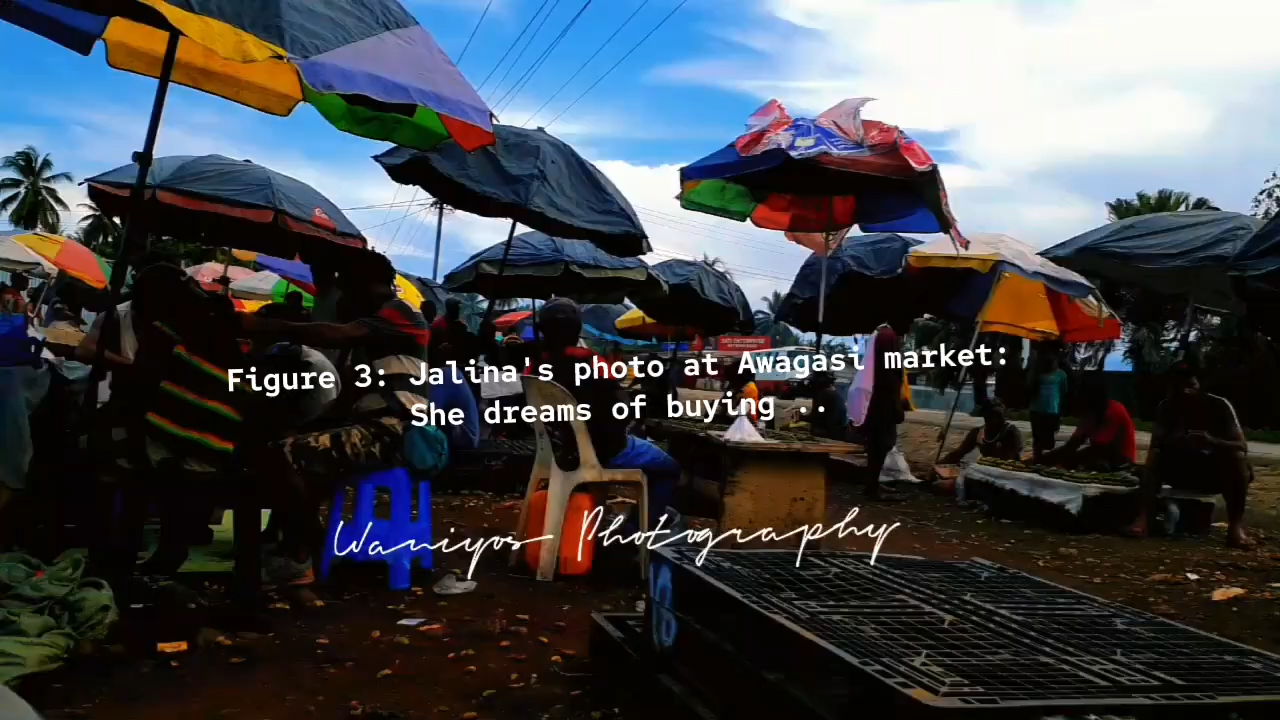 Figure 3: Jalina's photo at Awagasi market:
She dreams of buying ..
Waniyos Photography